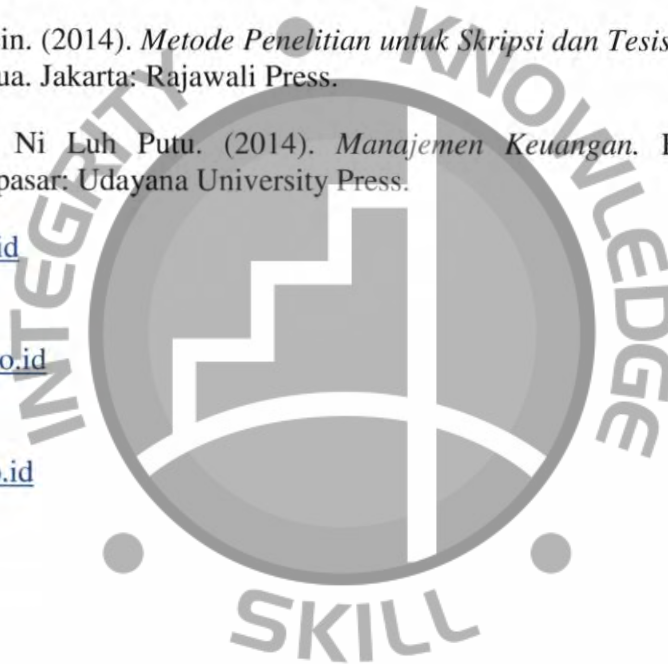 in. (2014). Metode Penelitian untuk Skripsi dan Tesis
ua. Jakarta: Rajawali Press.
Ni Luh Putu. (2014). Manajemen Keuangan.
pasar: Udayana University Press.
id
o.id
o.id
INTEGRITY
KNOWLEDGE
SKILL